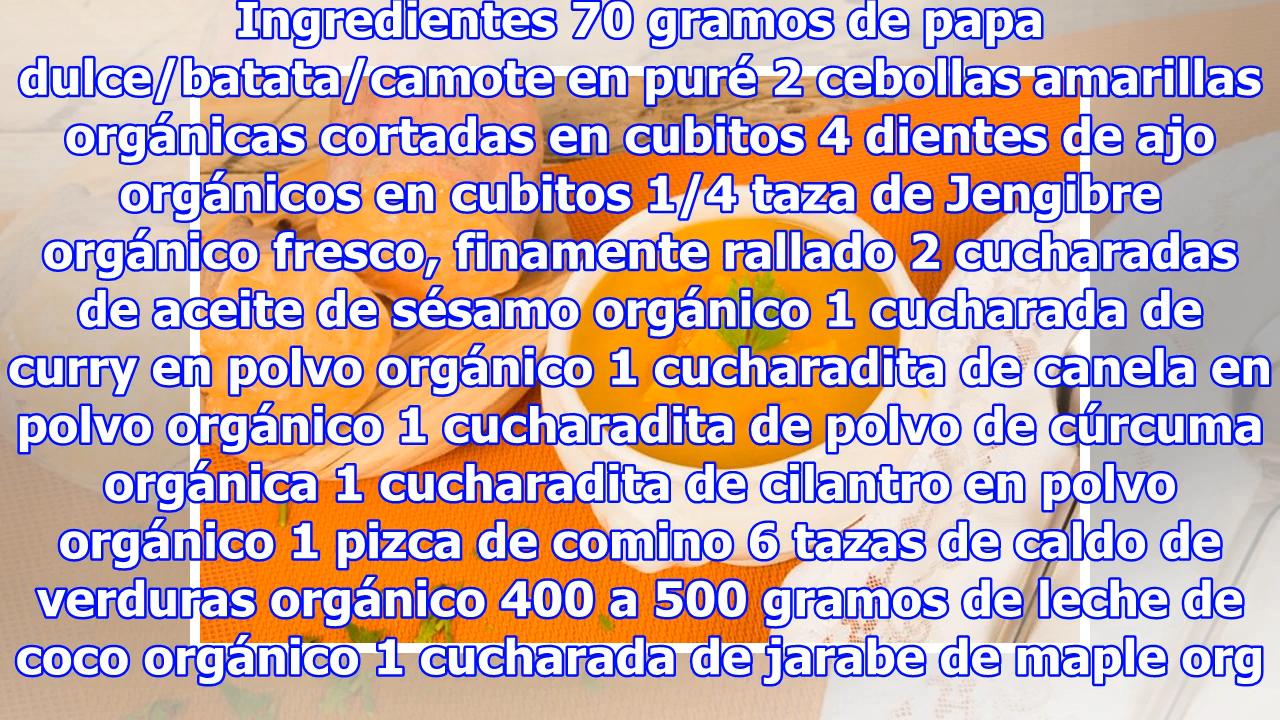 Ingredientes 70 gramos de papa
dulce/batata/camote en puré 2 cebollas amarillas
orgánicas cortadas en cubitos 4 dientes de ajo
orgánicos en cubitos 1/4 taza de Jengibre
orgánico fresco, finamente rallado 2 cucharadas
de aceite de sésamo orgánico 1 cucharada de
curry en polvo orgánico 1 cucharadita de canela en
polvo orgánico 1 cucharadita de polvo de cúrcuma
orgánica 1 cucharadita de cilantro en polvo
orgánico 1 pizca de comino 6 tazas de caldo de
verduras orgánico 400 a 500 gramos de leche de
coco orgánico 1 cucharada de jarabe de maple org